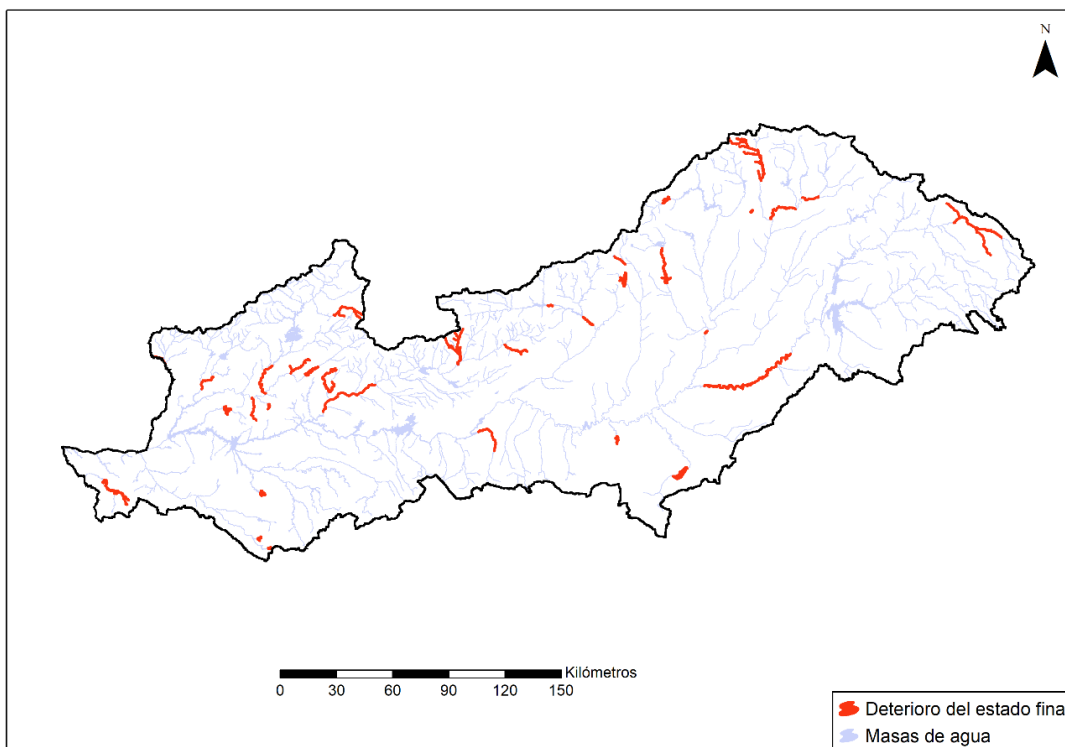 N
Kilómetros
0 30 60 90 120 150
Deterioro del estado fina
Masas de agua